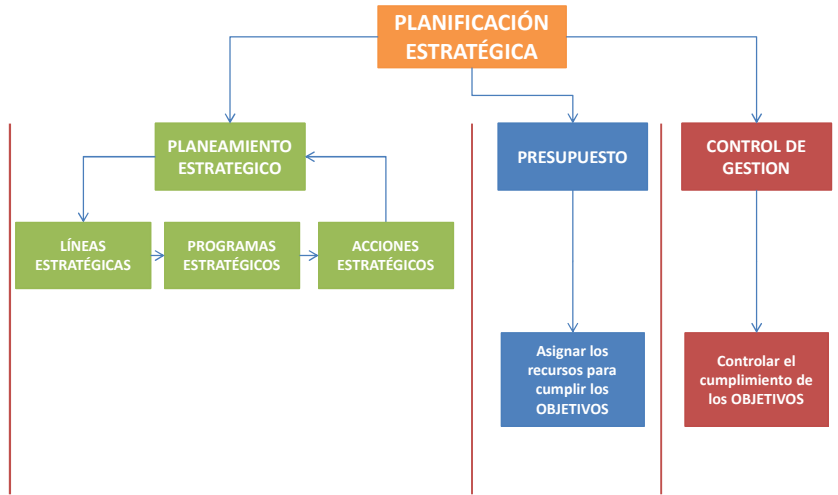 PLANIFICACIÓN
ESTRATÉGICA
PLANEAMIENTO
ESTRATEGICO
LÍNEAS
ESTRATÉGICAS
PROGRAMAS
ESTRATÉGICOS
ACCIONES
ESTRATÉGICOS
PRESUPUESTO
Asignar los
recursos para
cumplir los
OBJETIVOS
CONTROL DE
GESTION
Controlar el
cumplimiento de
los OBJETIVOS